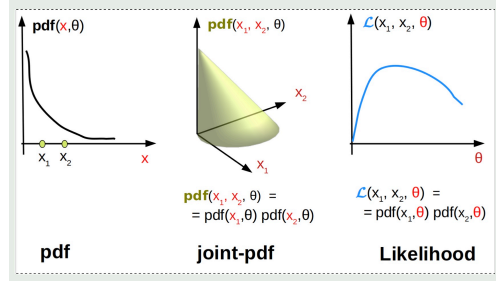 pdf(x,θ)
x₁ x₂
x
pdf
pdf(x₁, x₂, θ)
x₂
x₁
pdf(x₁, x₂, θ) =
= pdf(x₁,θ) pdf(x₂,θ)
joint-pdf
ℒ(x₁, x₂, θ)
θ
ℒ(x₁, x₂, θ) =
= pdf(x₁,θ) pdf(x₂,θ)
Likelihood